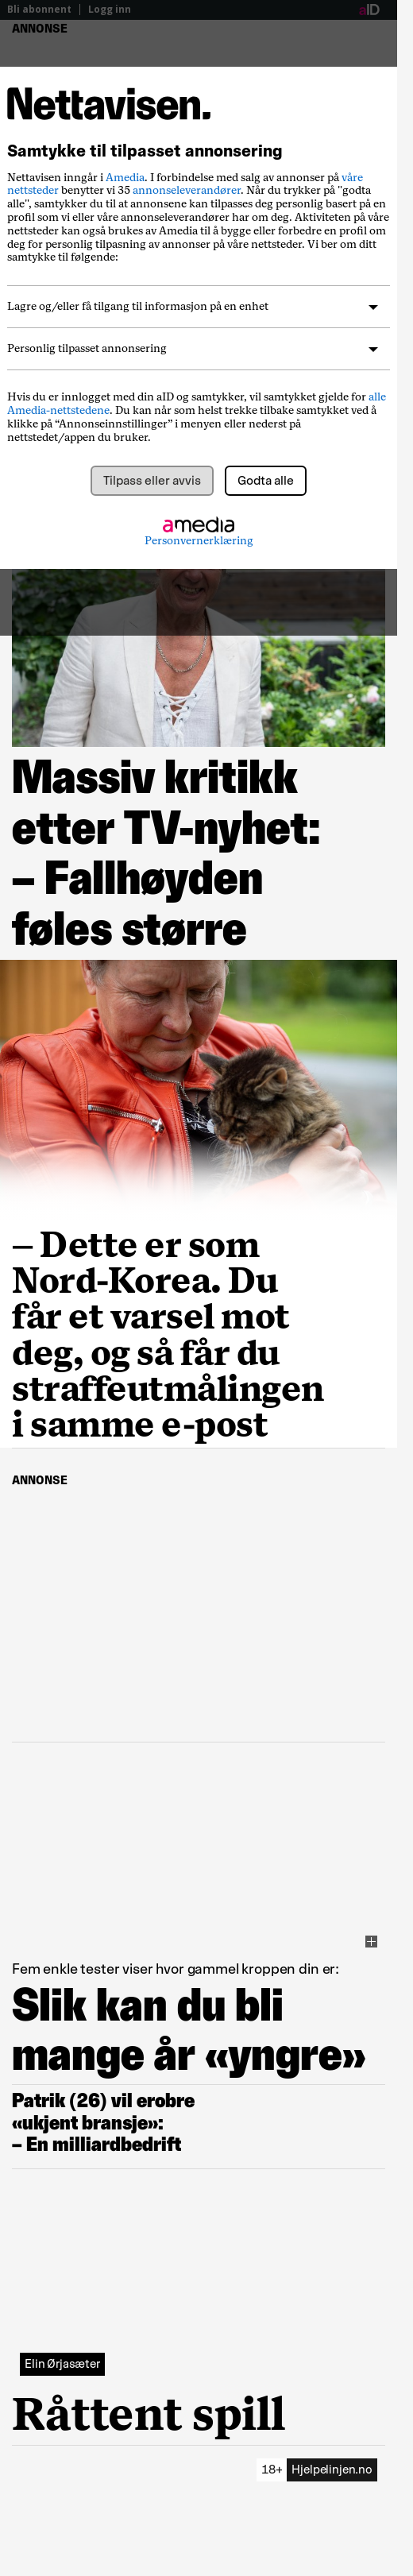 Bli abonnent | Logg inn
aID
ANNONSE
Nettavisen.
Samtykke til tilpasset annonsering
Nettavisen inngår i Amedia. I forbindelse med salg av annonser på våre
nettsteder benytter vi 35 annonseleverandører. Når du trykker på "godta
alle", samtykker du til at annonsene kan tilpasses deg personlig basert på en
profil som vi eller våre annonseleverandører har om deg. Aktiviteten på våre
nettsteder kan også brukes av Amedia til å bygge eller forbedre en profil om
deg for personlig tilpasning av annonser på våre nettsteder. Vi ber om ditt
samtykke til følgende:
Lagre og/eller få tilgang til informasjon på en enhet
Personlig tilpasset annonsering
Hvis du er innlogget med din aID og samtykker, vil samtykket gjelde for alle
Amedia-nettstedene. Du kan når som helst trekke tilbake samtykket ved å
klikke på “Annonseinnstillinger” i menyen eller nederst på
nettstedet/appen du bruker.
Tilpass eller avvis
Godta alle
amedia
Personvernerklæring
Massiv kritikk
etter TV-nyhet:
– Fallhøyden
føles større
– Dette er som
Nord-Korea. Du
får et varsel mot
deg, og så får du
straffeutmålingen
i samme e-post
ANNONSE
Fem enkle tester viser hvor gammel kroppen din er:
Slik kan du bli
mange år «yngre»
Patrik (26) vil erobre
«ukjent bransje»:
– En milliardbedrift
Elin Ørjasæter
Råttent spill
18+ Hjelpelinjen.no